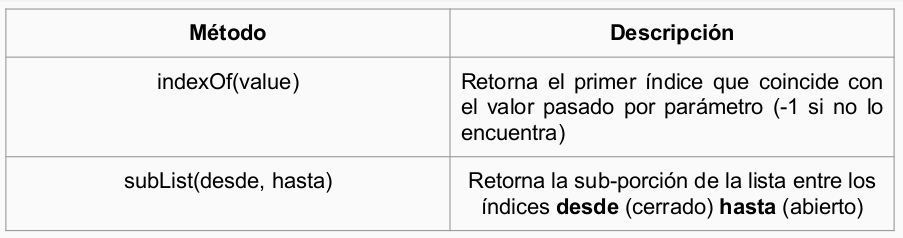 Método
Descripción
indexOf(value)
Retorna el primer índice que coincide con
el valor pasado por parámetro (-1 si no lo
encuentra)
subList(desde, hasta)
Retorna la sub-porción de la lista entre los
índices desde (cerrado) hasta (abierto)